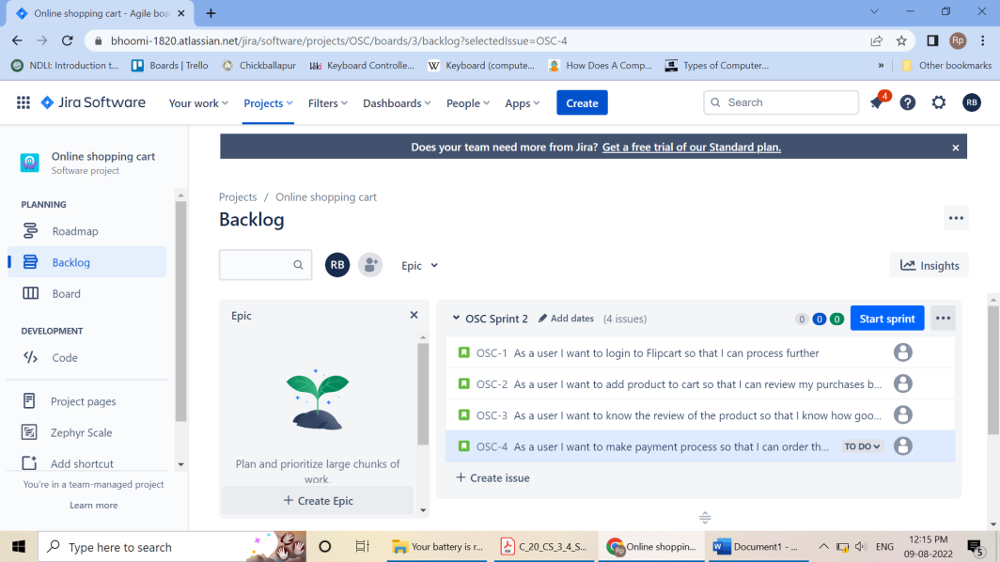 Online shopping cart - Agile boa
bhoomi-1820.atlassian.net/jira/software/projects/OSC/boards/3/backlog?selectedIssue=OSC-4
Rp
NDLI: Introduction t... Boards | Trello Chickballapur Wiki Keyboard Controlle... W Keyboard (compute... How Does A Comp... Types of Computer... » Other bookmarks
Jira Software Your work Projects Filters Dashboards People Apps Create Search 4 RB
Online shopping cart
Software project
Does your team need more from Jira? Get a free trial of our Standard plan.
PLANNING
Roadmap
Backlog
Board
DEVELOPMENT
Code
Project pages
Zephyr Scale
Add shortcut
You're in a team-managed project
Learn more
Projects / Online shopping cart
Backlog
RB Epic Insights
Epic
Plan and prioritize large chunks of
work.
+ Create Epic
OSC Sprint 2 Add dates (4 issues) 0 0 0 Start sprint
OSC-1 As a user I want to login to Flipcart so that I can process further
OSC-2 As a user I want to add product to cart so that I can review my purchases b...
OSC-3 As a user I want to know the review of the product so that I know how goo...
OSC-4 As a user I want to make payment process so that I can order th... TO DO
+ Create issue
Type here to search Your battery is r... C_20_CS_3_4_S... Rp Online shoppin... Document1 - ... ENG 12:15 PM
09-08-2022 5